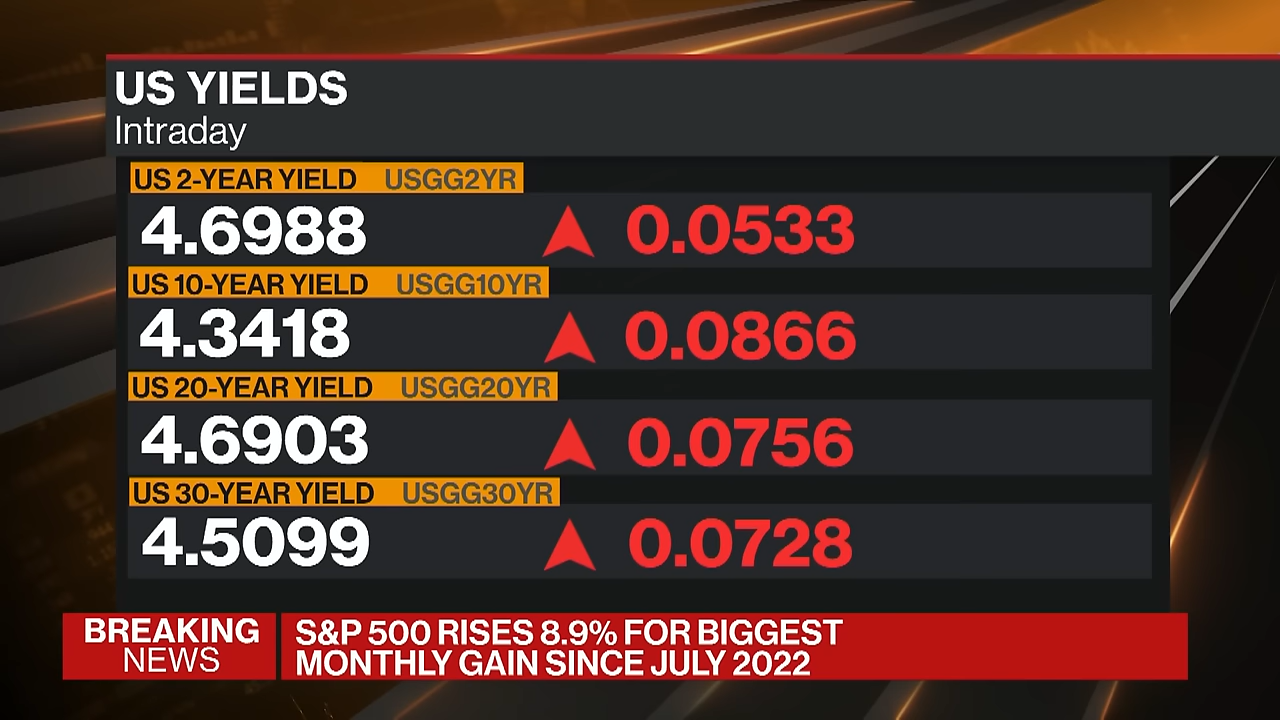 US YIELDS
Intraday
US 2-YEAR YIELD USGG2YR
4.6988 0.0533
US 10-YEAR YIELD USGG10YR
4.3418 0.0866
US 20-YEAR YIELD USGG20YR
4.6903 0.0756
US 30-YEAR YIELD USGG30YR
4.5099 0.0728
BREAKING
NEWS
S&P 500 RISES 8.9% FOR BIGGEST
MONTHLY GAIN SINCE JULY 2022